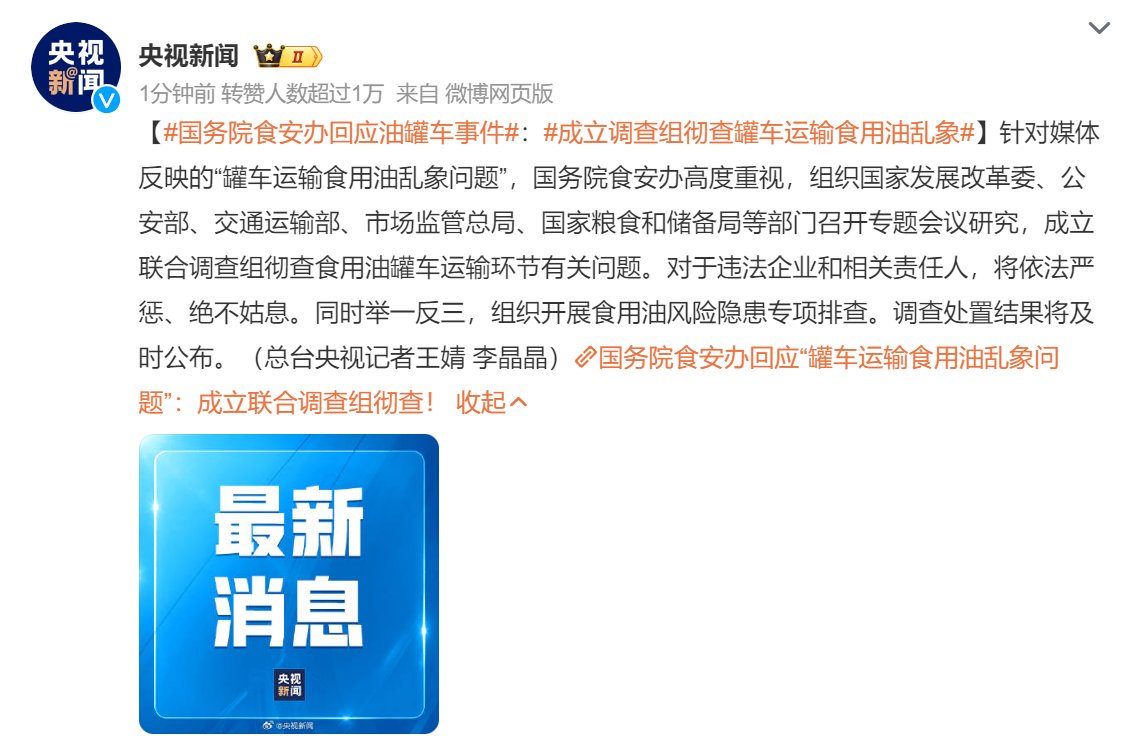 央视
新闻
央视新闻 II
1分钟前 转赞人数超过1万 来自 微博网页版
【#国务院食安办回应油罐车事件#：#成立调查组彻查罐车运输食用油乱象#】针对媒体
反映的“罐车运输食用油乱象问题”，国务院食安办高度重视，组织国家发展改革委、公
安部、交通运输部、市场监管总局、国家粮食和储备局等部门召开专题会议研究，成立
联合调查组彻查食用油罐车运输环节有关问题。对于违法企业和相关责任人，将依法严
惩、绝不姑息。同时举一反三，组织开展食用油风险隐患专项排查。调查处置结果将及
时公布。（总台央视记者王婧 李晶晶）国务院食安办回应“罐车运输食用油乱象问
题”：成立联合调查组彻查！ 收起
最新
消息
央视
新闻
@央视新闻